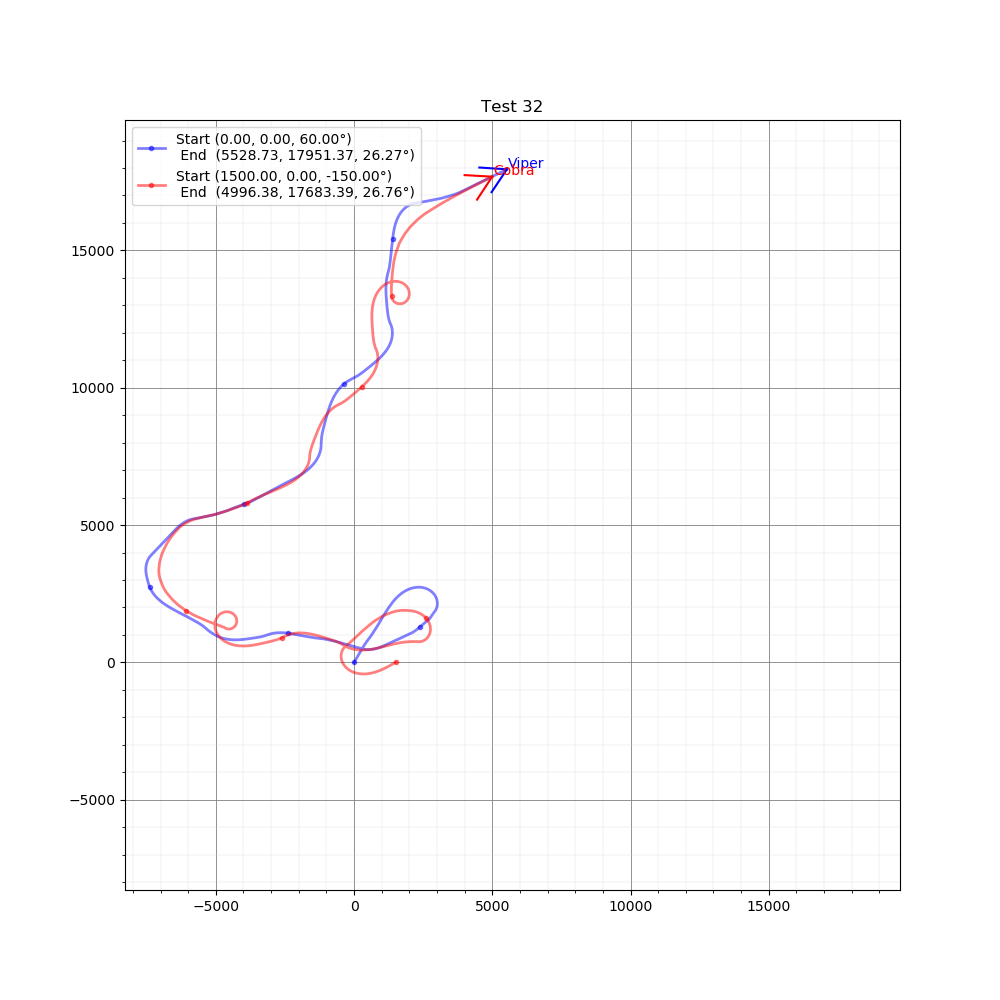 Test 32
Start (0.00, 0.00, 60.00°)
End (5528.73, 17951.37, 26.27°)
Start (1500.00, 0.00, -150.00°)
End (4996.38, 17683.39, 26.76°)
Viper
Cobra
15000
10000
5000
0
−5000
−5000
0
5000
10000
15000